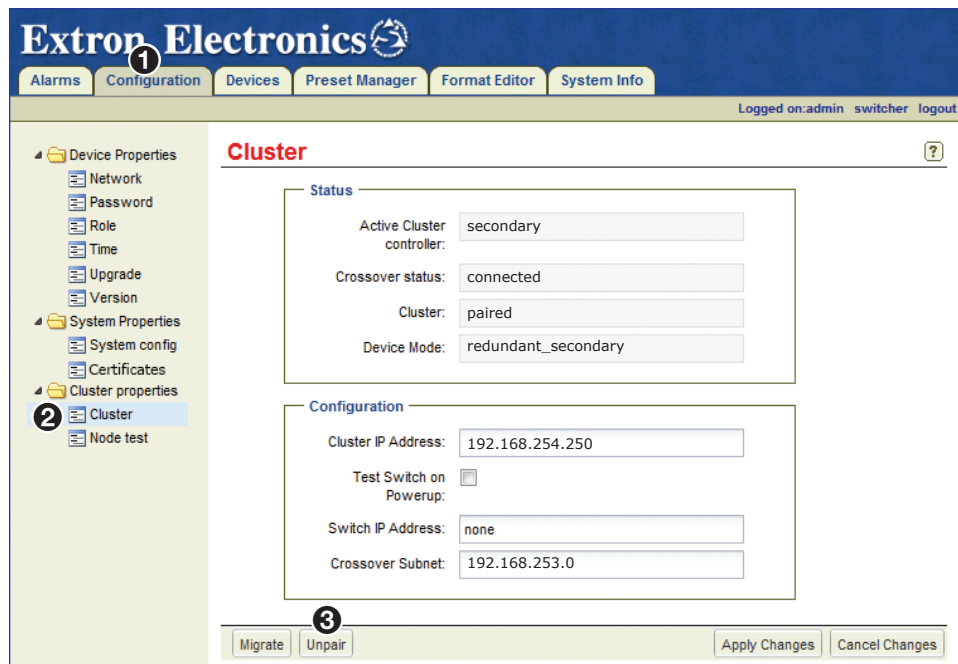 Extron Electronics
1
Alarms Configuration Devices Preset Manager Format Editor System Info
Logged on:admin switcher logout
Device Properties
Network
Password
Role
Time
Upgrade
Version
System Properties
System config
Certificates
Cluster properties
2 Cluster
Node test
Cluster ?
Status
Active Cluster controller: secondary
Crossover status: connected
Cluster: paired
Device Mode: redundant_secondary
Configuration
Cluster IP Address: 192.168.254.250
Test Switch on Powerup:
Switch IP Address: none
Crossover Subnet: 192.168.253.0
3
Migrate Unpair Apply Changes Cancel Changes